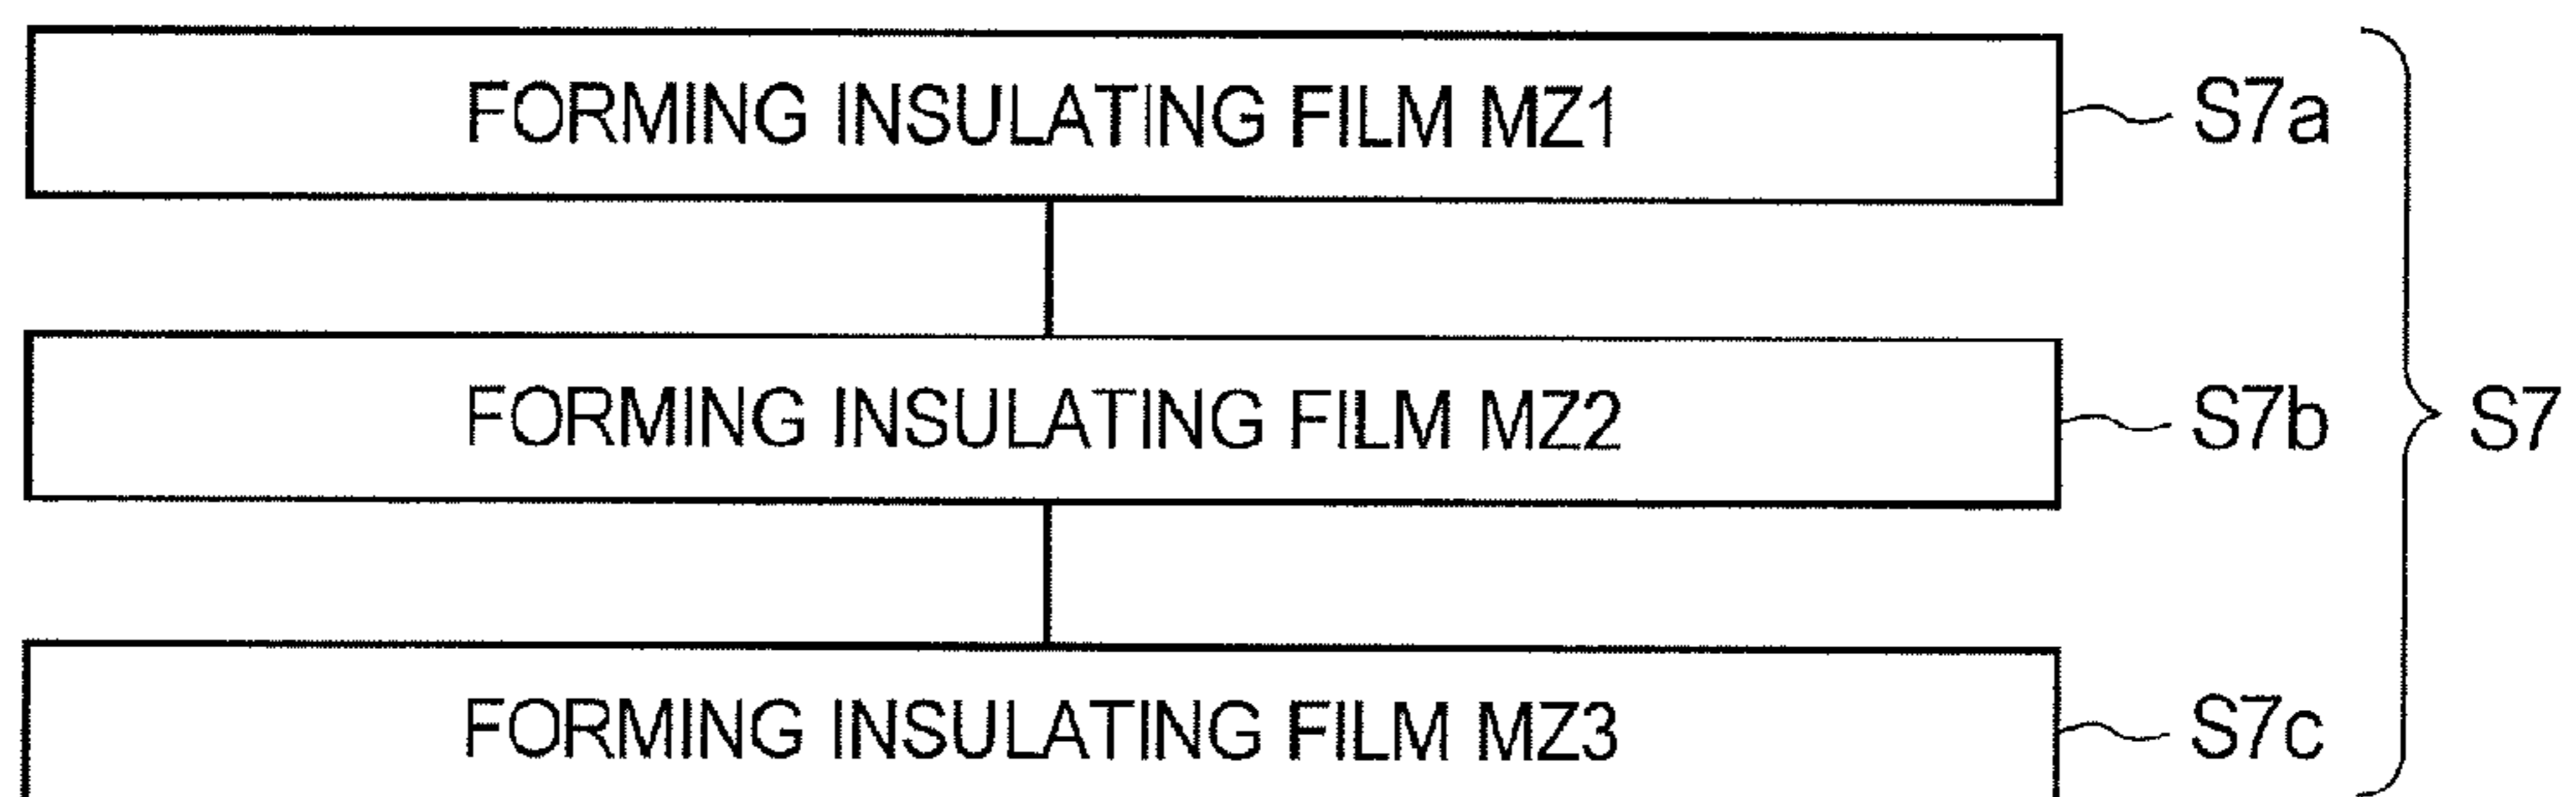 FORMING INSULATING FILM MZ1 S7a
FORMING INSULATING FILM MZ2 S7b S7
FORMING INSULATING FILM MZ3 S7c